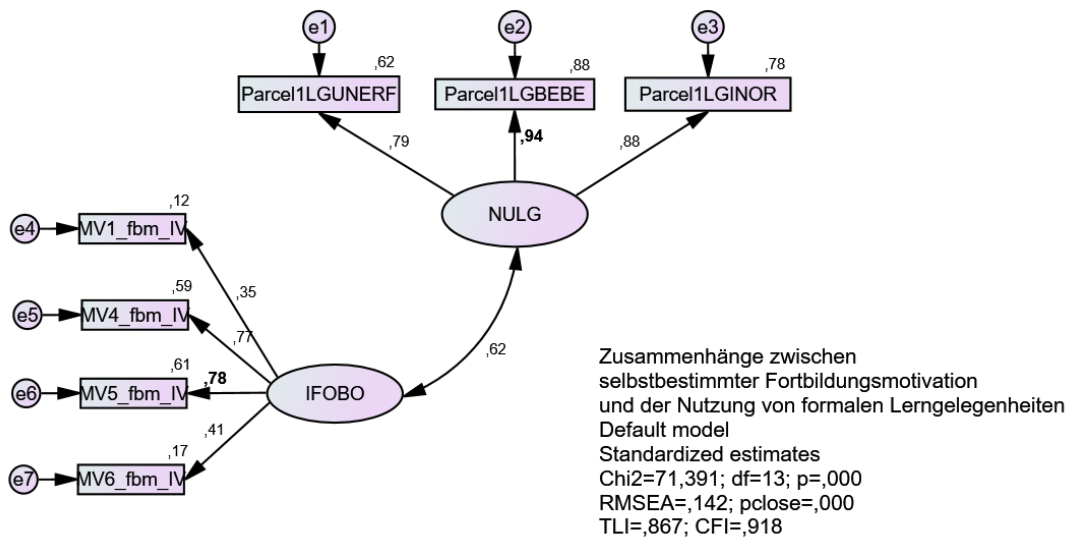 e1
e2
e3
,62
,88
,78
Parcel1LGUNERF
Parcel1LGBEBE
Parcel1LGINOR
,79
,94
,88
NULG
,12
e4
MV1_fbm_IV
,35
,59
e5
MV4_fbm_IV
,77
,62
,61
e6
MV5_fbm_IV
,78
IFOBO
,41
,17
e7
MV6_fbm_IV
Zusammenhänge zwischen
selbstbestimmter Fortbildungsmotivation
und der Nutzung von formalen Lerngelegenheiten
Default model
Standardized estimates
Chi2=71,391; df=13; p=,000
RMSEA=,142; pclose=,000
TLI=,867; CFI=,918